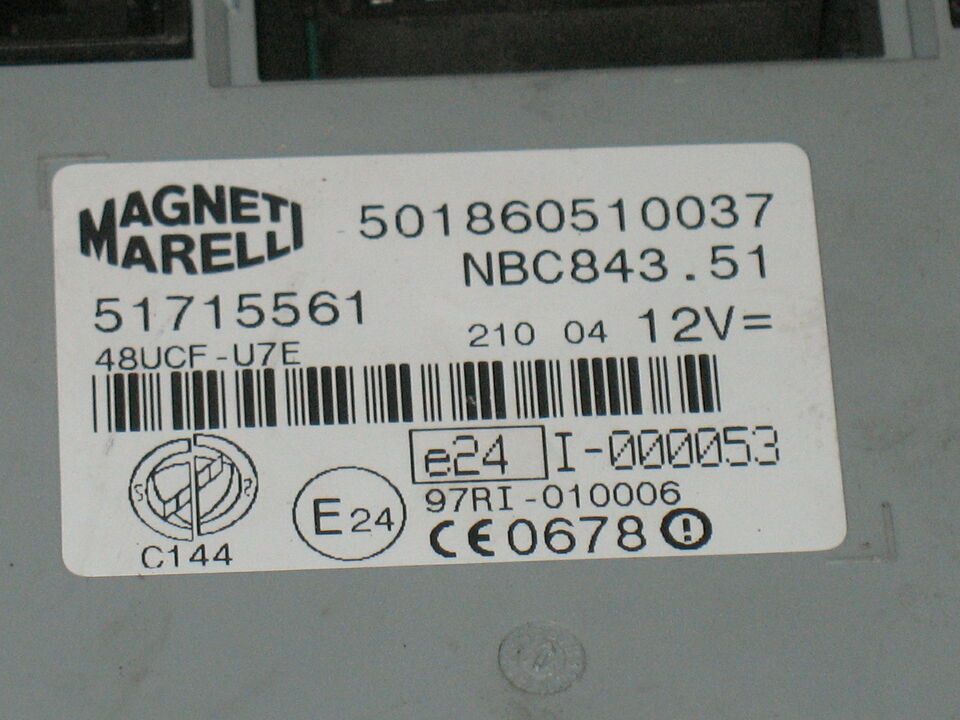 MAGNETI
MARELLI
501860510037
NBC843.51
51715561
210 04 12V=
48UCF-U7E
e24 I-000053
97RI-010006
E24
CE0678
C144